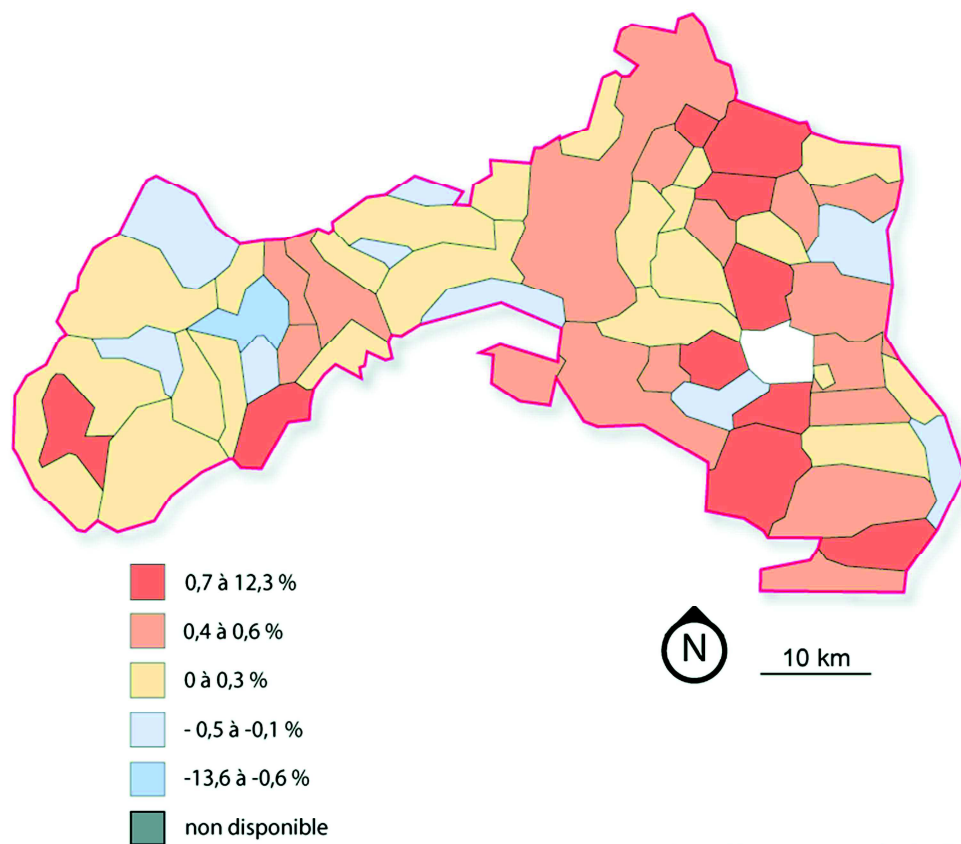 0,7 à 12,3 %
0,4 à 0,6 %
0 à 0,3 %
- 0,5 à -0,1 %
-13,6 à -0,6 %
non disponible
N
10 km